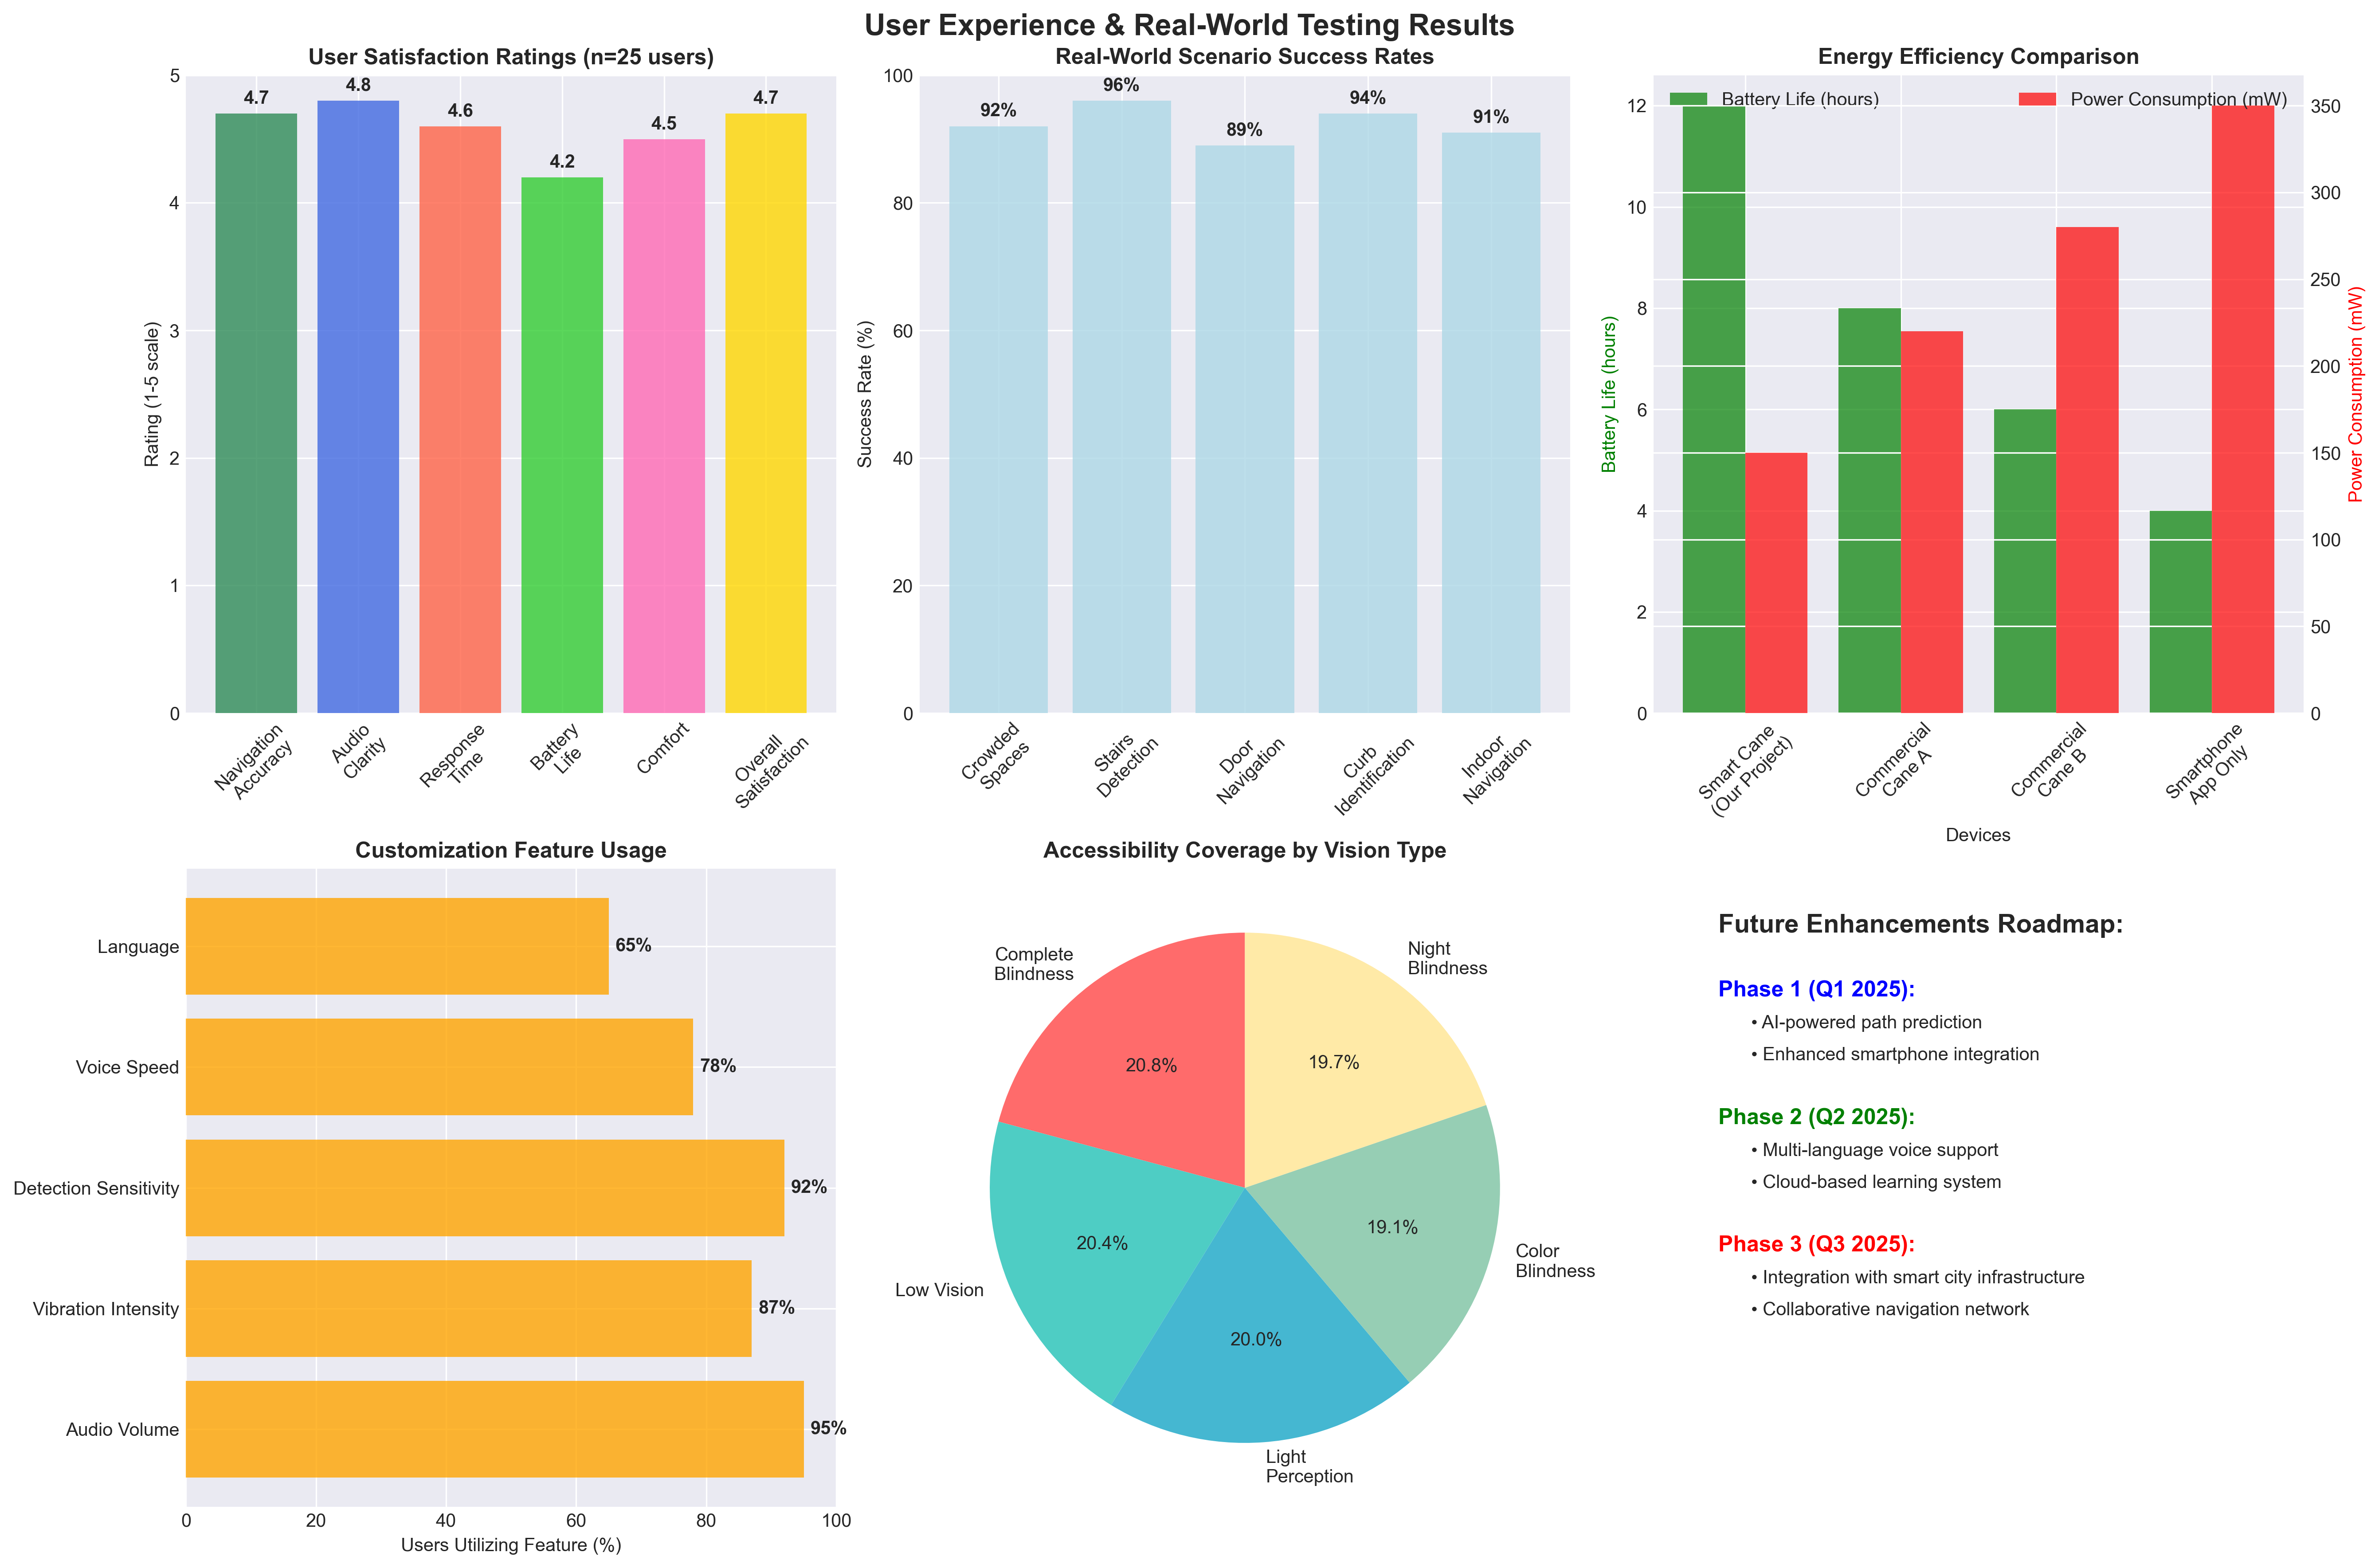 User Experience & Real-World Testing Results
User Satisfaction Ratings (n=25 users)
Rating (1-5 scale)
5
4
3
2
1
0
4.7
4.8
4.6
4.2
4.5
4.7
Navigation
Accuracy
Audio
Clarity
Response
Time
Battery
Life
Comfort
Overall
Satisfaction
Real-World Scenario Success Rates
Success Rate (%)
100
80
60
40
20
0
92%
96%
89%
94%
91%
Crowded
Spaces
Stairs
Detection
Door
Navigation
Curb
Identification
Indoor
Navigation
Energy Efficiency Comparison
Battery Life (hours)
Power Consumption (mW)
Battery Life (hours)
12
10
8
6
4
2
0
350
300
250
200
150
100
50
0
Power Consumption (mW)
Smart Cane
(Our Project)
Commercial
Cane A
Commercial
Cane B
Smartphone
App Only
Devices
Customization Feature Usage
Language
65%
Voice Speed
78%
Detection Sensitivity
92%
Vibration Intensity
87%
Audio Volume
95%
0
20
40
60
80
100
Users Utilizing Feature (%)
Accessibility Coverage by Vision Type
Complete
Blindness
20.8%
Night
Blindness
19.7%
Low Vision
20.4%
Color
Blindness
19.1%
Light
Perception
20.0%
Future Enhancements Roadmap:
Phase 1 (Q1 2025):
• AI-powered path prediction
• Enhanced smartphone integration
Phase 2 (Q2 2025):
• Multi-language voice support
• Cloud-based learning system
Phase 3 (Q3 2025):
• Integration with smart city infrastructure
• Collaborative navigation network